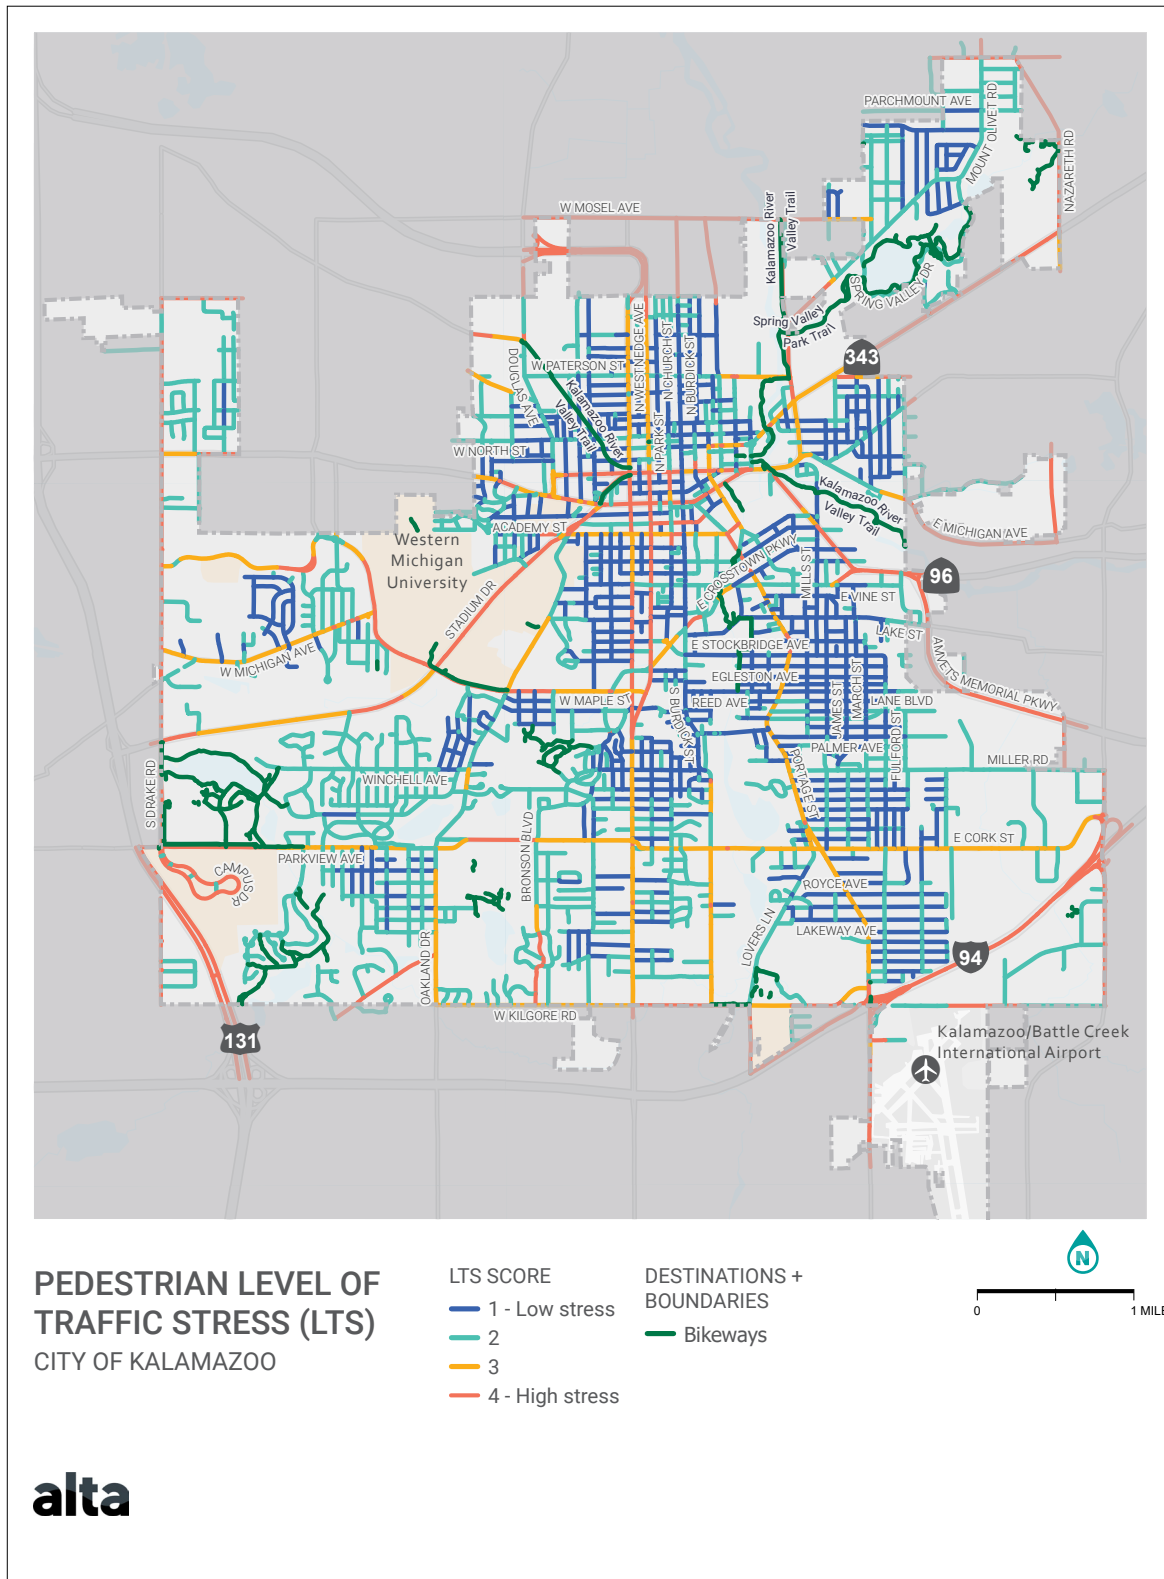 PARCHMOUNT AVE
MOUNT OLIVET RD
NAZARETH RD
W MOSEL AVE
Kalamazoo River
Valley Trail
SPRING VALLEY DR
Spring Valley
Park Trail
343
N WESTNEDGE AVE
N CHURCH ST
N BURDICK ST
DOUGLAS AVE
W PATERSON ST
Kalamazoo River
Valley Trail
N PARK ST
W NORTH ST
Kalamazoo River
Valley Trail
E MICHIGAN AVE
ACADEMY ST
Western
Michigan
University
E CROSSTOWN PKWY
MILLS ST
96
STADIUM DR
E VINE ST
LAKE ST
W MICHIGAN AVE
E STOCKBRIDGE AVE
AMVETS MEMORIAL PKWY
EGLESTON AVE
W MAPLE ST
S BURDICK ST
REED AVE
JAMES ST
MARCH ST
LANE BLVD
FULFORD ST
PALMER AVE
MILLER RD
S DRAKE RD
WINCHELL AVE
PORTAGE ST
BRONSON BLVD
E CORK ST
PARKVIEW AVE
CAMPUS DR
ROYCE AVE
LAKEWAY AVE
LOVERS LN
OAKLAND DR
94
W KILGORE RD
131
Kalamazoo/Battle Creek
International Airport
PEDESTRIAN LEVEL OF
TRAFFIC STRESS (LTS)
CITY OF KALAMAZOO
LTS SCORE
1 - Low stress
2
3
4 - High stress
DESTINATIONS +
BOUNDARIES
Bikeways
N
0
1 MILE
alta